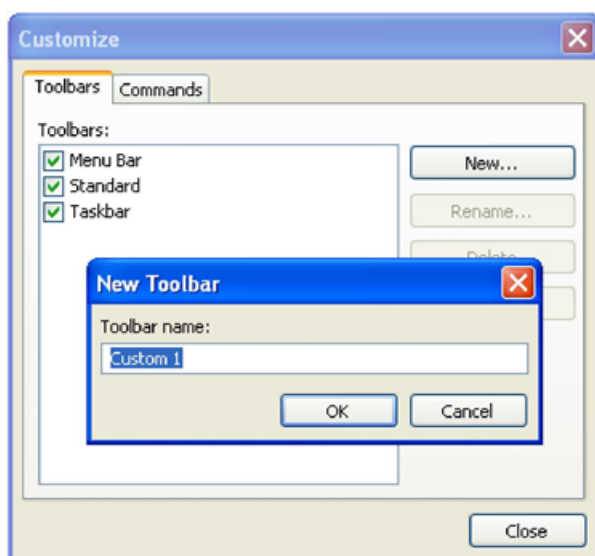 Customize
Toolbars Commands
Toolbars:
Menu Bar
New...
Standard
Rename...
Taskbar
Delete
New Toolbar
Toolbar name:
Custom 1
OK Cancel
Close